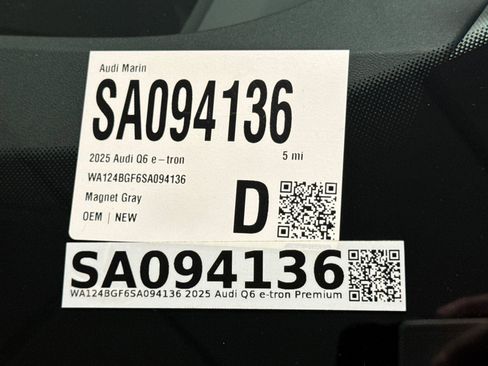 Audi Marin
SA094136
2025 Audi Q6 e-tron 5 mi
WA124BGF6SA094136
Magnet Gray
OEM | NEW
D
SA094136
WA124BGF6SA094136 2025 Audi Q6 e-tron Premium